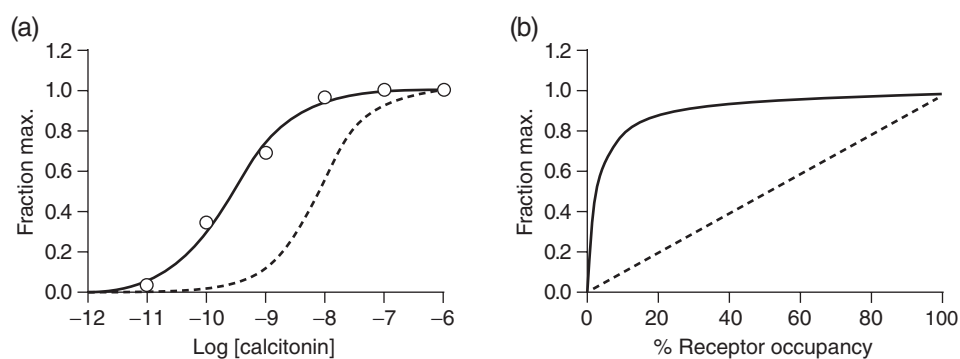 (a)
1.2
1.0
0.8
0.6
0.4
0.2
0.0
Fraction max.
−12 −11 −10 −9 −8 −7 −6
Log [calcitonin]
(b)
1.2
1.0
0.8
0.6
0.4
0.2
0.0
Fraction max.
0 20 40 60 80 100
% Receptor occupancy